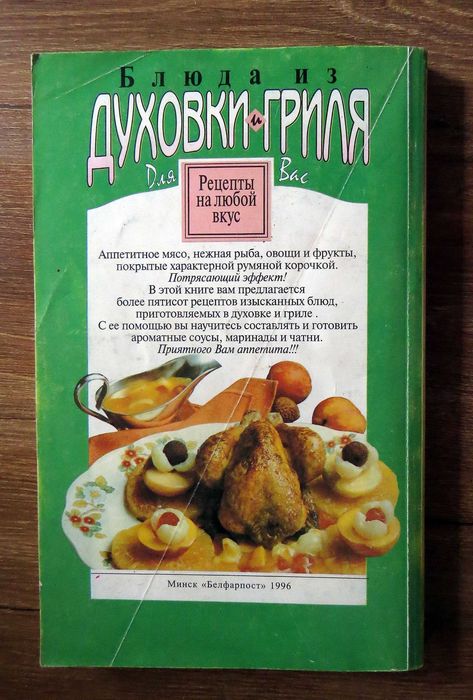 Блюда из
ДУХОВКИ и ГРИЛЯ
Для Вас
Рецепты
на любой
вкус
Аппетитное мясо, нежная рыба, овощи и фрукты,
покрытые характерной румяной корочкой.
Потрясающий эффект!
В этой книге вам предлагается
более пятисот рецептов изысканных блюд,
приготовляемых в духовке и гриле .
С ее помощью вы научитесь составлять и готовить
ароматные соусы, маринады и чатни.
Приятного Вам аппетита!!!
Минск «Белфарпост» 1996